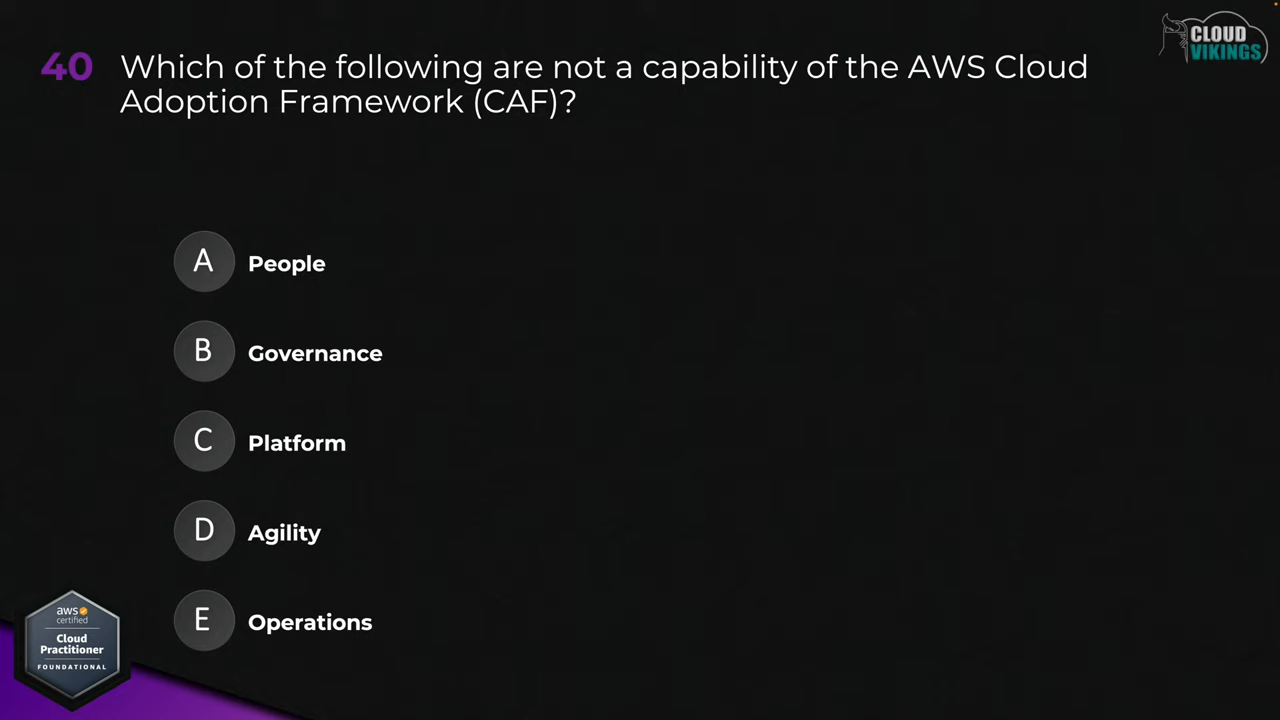 40 Which of the following are not a capability of the AWS Cloud
Adoption Framework (CAF)?
CLOUD
VIKINGS
A People
B Governance
C Platform
D Agility
E Operations
aws
certified
Cloud
Practitioner
FOUNDATIONAL